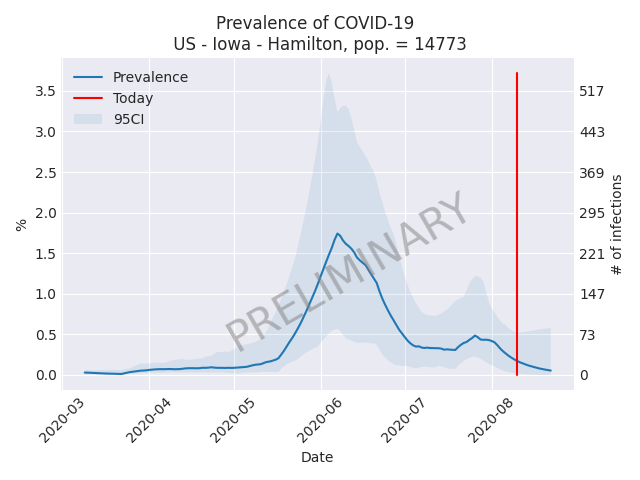 Prevalence of COVID-19
US - Iowa - Hamilton, pop. = 14773
Prevalence
Today
95CI
3.5
3.0
2.5
2.0
1.5
1.0
0.5
0.0
%
517
443
369
295
221
147
73
0
# of infections
PRELIMINARY
2020-03
2020-04
2020-05
2020-06
2020-07
2020-08
Date